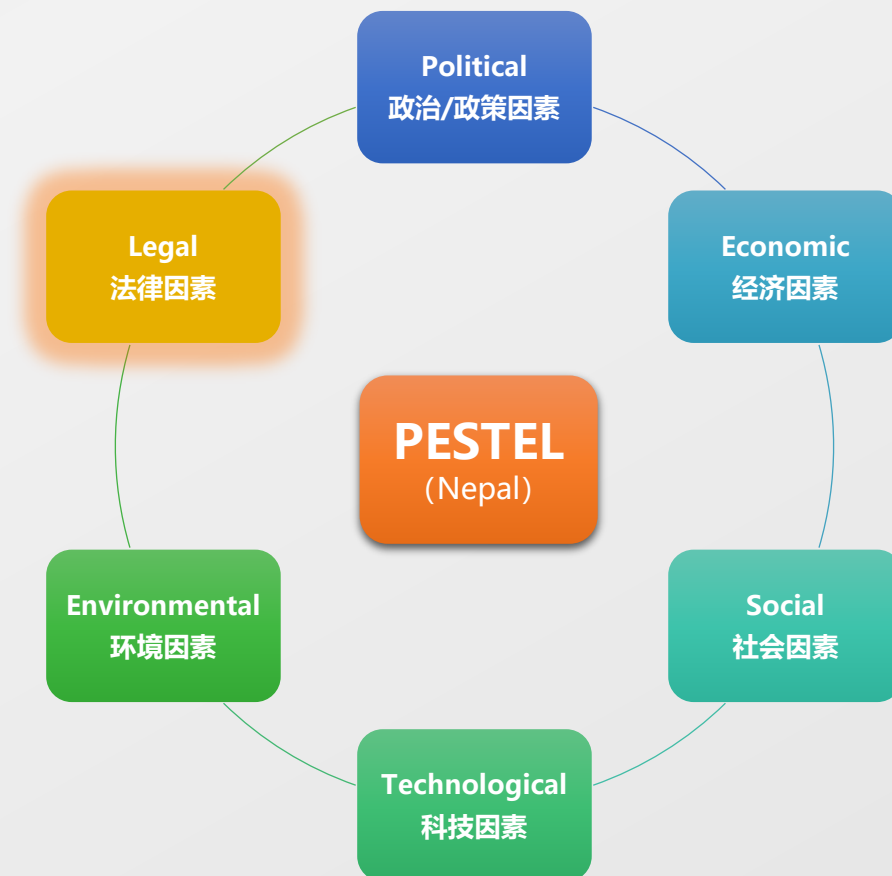 Political
政治/政策因素
Legal
法律因素
Economic
经济因素
PESTEL
（Nepal）
Environmental
环境因素
Social
社会因素
Technological
科技因素